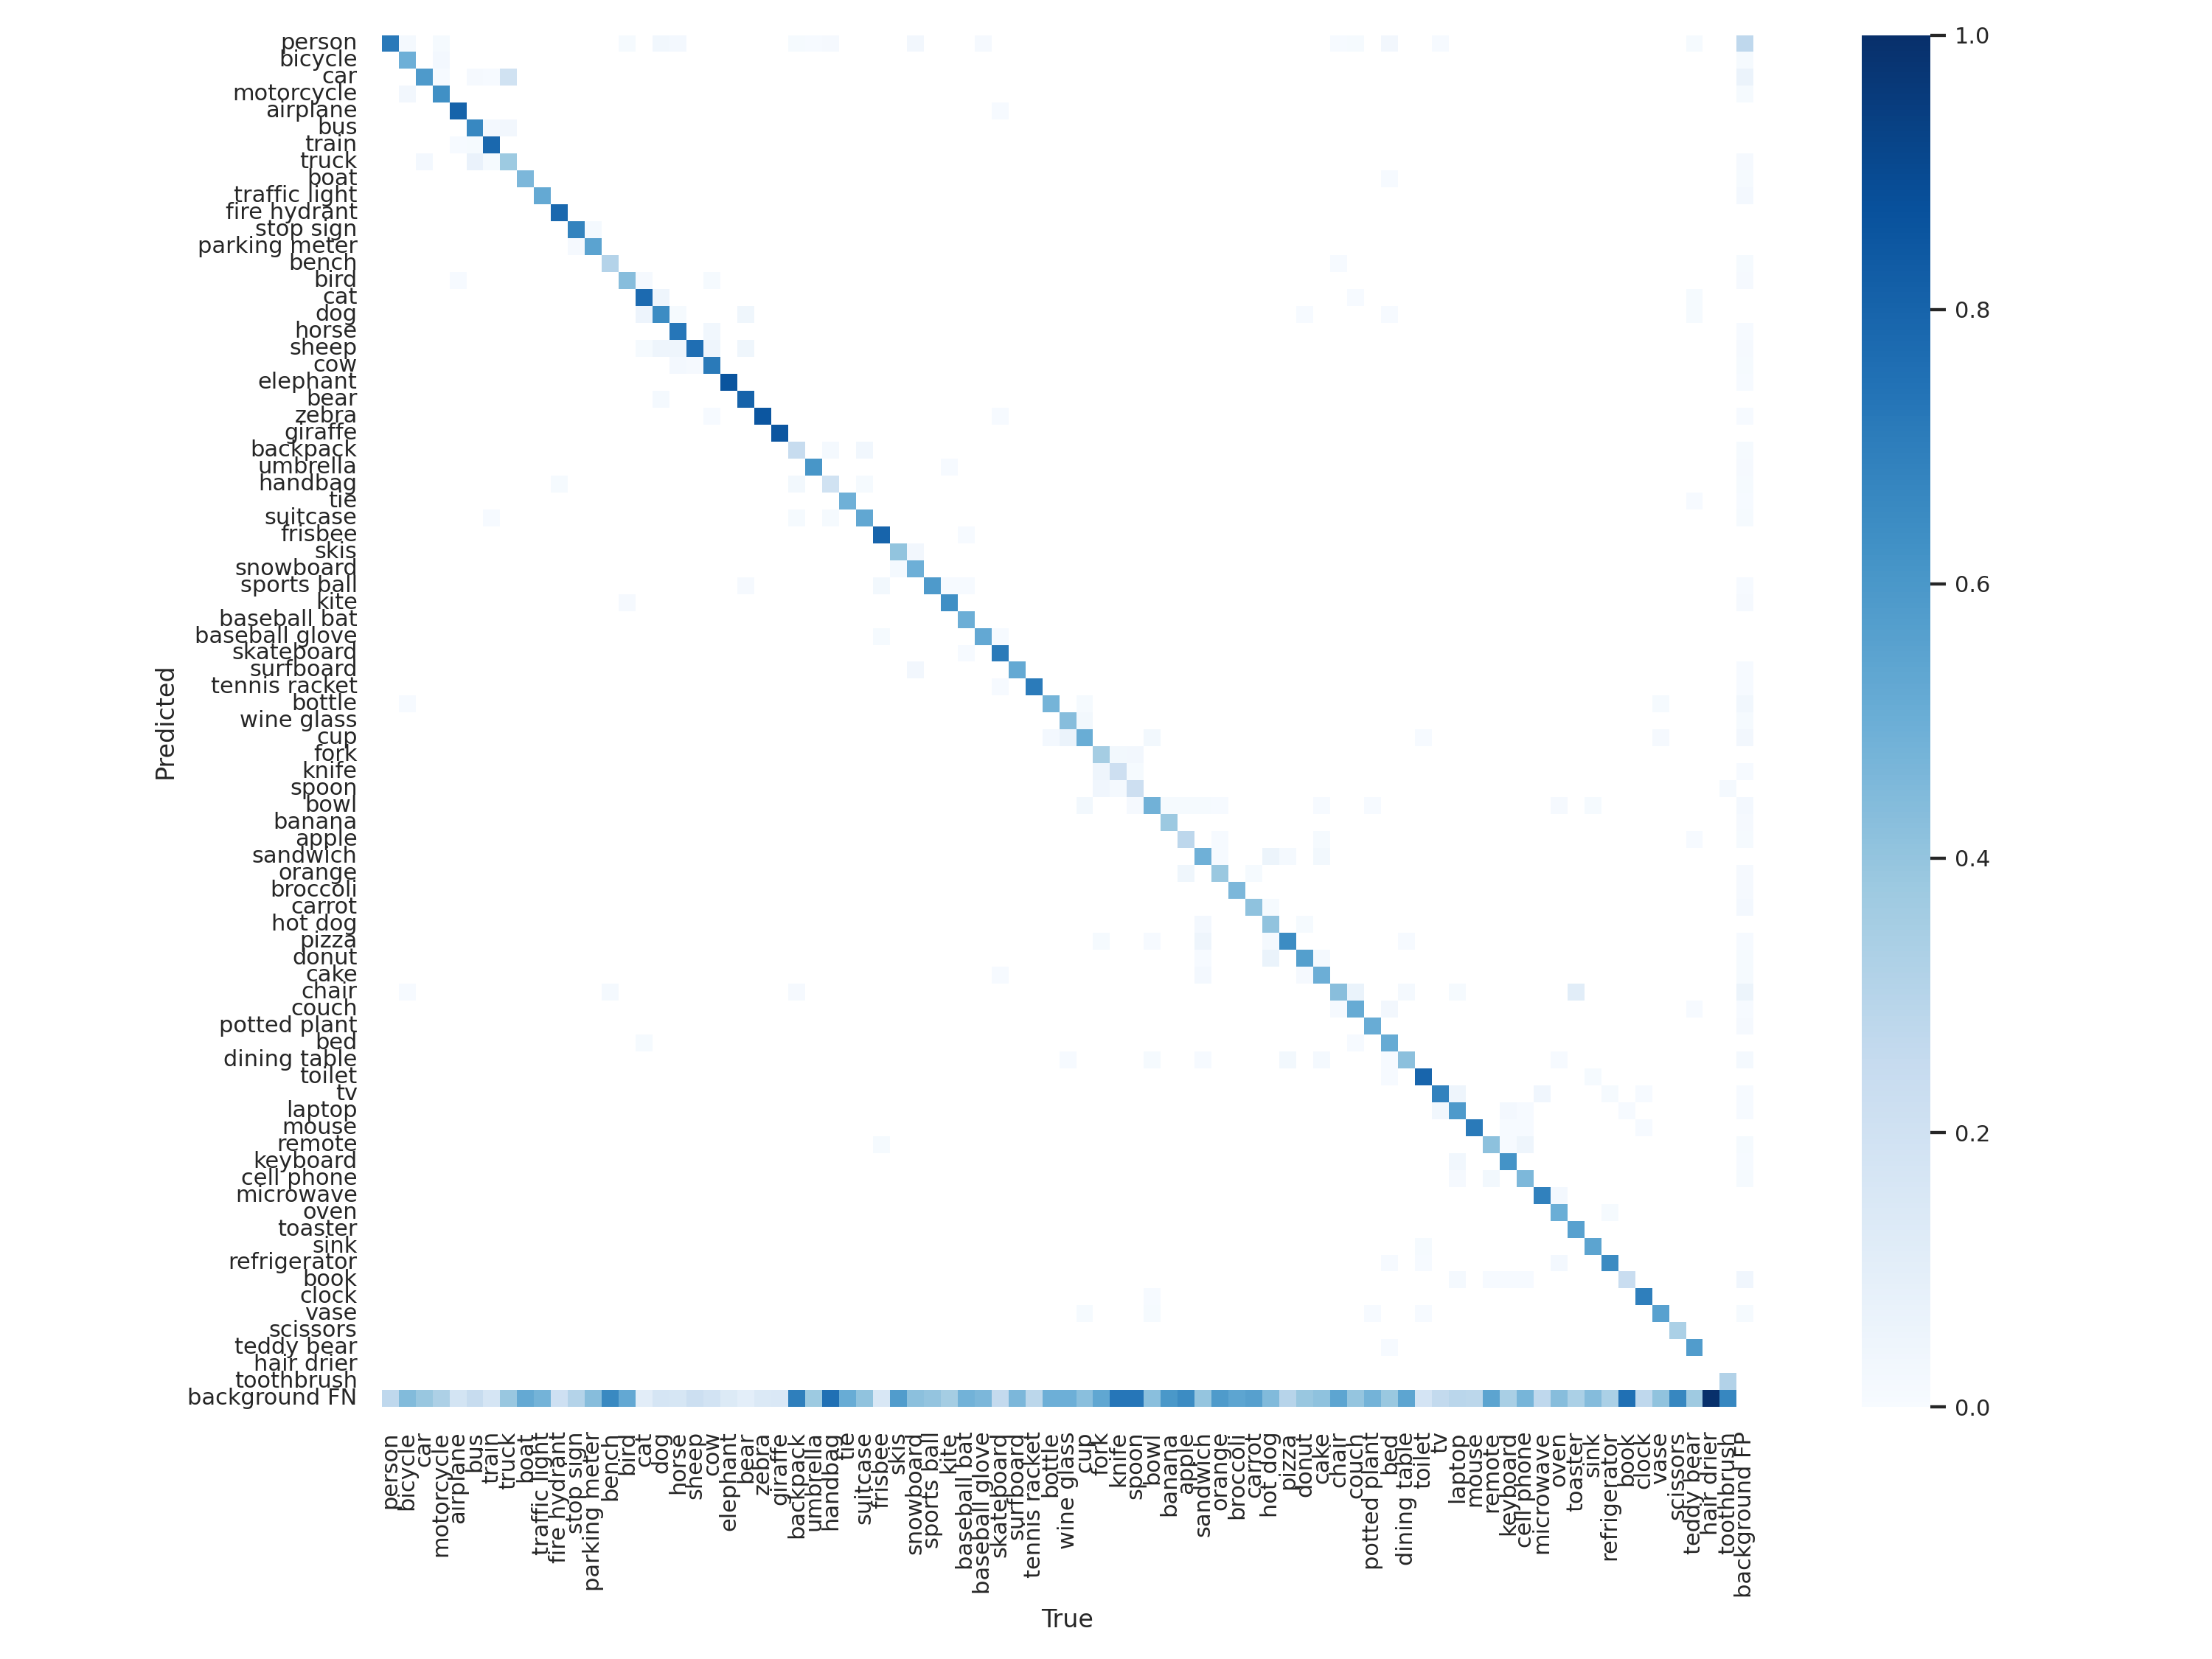 person
bicycle
car
motorcycle
airplane
bus
train
truck
boat
traffic light
fire hydrant
stop sign
parking meter
bench
bird
cat
dog
horse
sheep
cow
elephant
bear
zebra
giraffe
backpack
umbrella
handbag
tie
suitcase
frisbee
skis
snowboard
sports ball
kite
baseball bat
baseball glove
skateboard
surfboard
tennis racket
bottle
wine glass
cup
fork
knife
spoon
bowl
banana
apple
sandwich
orange
broccoli
carrot
hot dog
pizza
donut
cake
chair
couch
potted plant
bed
dining table
toilet
tv
laptop
mouse
remote
keyboard
cell phone
microwave
oven
toaster
sink
refrigerator
book
clock
vase
scissors
teddy bear
hair drier
toothbrush
background FN
Predicted
person
bicycle
car
motorcycle
airplane
bus
train
truck
boat
traffic light
fire hydrant
stop sign
parking meter
bench
bird
cat
dog
horse
sheep
cow
elephant
bear
zebra
giraffe
backpack
umbrella
handbag
tie
suitcase
frisbee
skis
snowboard
sports ball
kite
baseball bat
baseball glove
skateboard
surfboard
tennis racket
bottle
wine glass
cup
fork
knife
spoon
bowl
banana
apple
sandwich
orange
broccoli
carrot
hot dog
pizza
donut
cake
chair
couch
potted plant
bed
dining table
toilet
tv
laptop
mouse
remote
keyboard
cell phone
microwave
oven
toaster
sink
refrigerator
book
clock
vase
scissors
teddy bear
hair drier
toothbrush
background FP
True
1.0
0.8
0.6
0.4
0.2
0.0